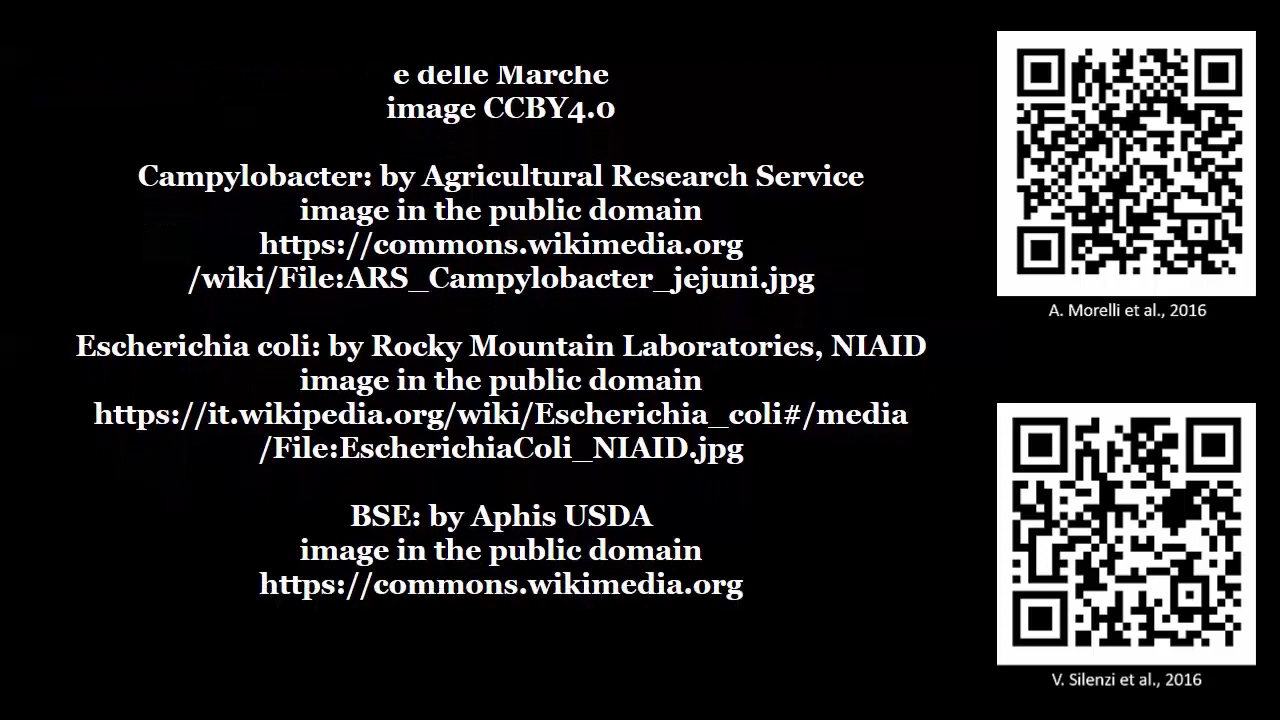 e delle Marche
image CCBY4.0
Campylobacter: by Agricultural Research Service
image in the public domain
https://commons.wikimedia.org
/wiki/File:ARS_Campylobacter_jejuni.jpg
Escherichia coli: by Rocky Mountain Laboratories, NIAID
image in the public domain
https://it.wikipedia.org/wiki/Escherichia_coli#/media
/File:EscherichiaColi_NIAID.jpg
BSE: by Aphis USDA
image in the public domain
https://commons.wikimedia.org
A. Morelli et al., 2016
V. Silenzi et al., 2016